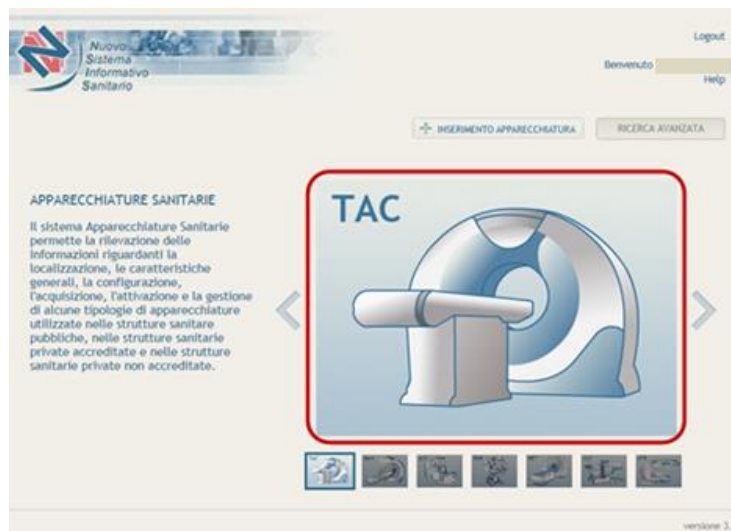 Nuovo
Sistema
Informativo
Sanitario
Logout
Benvenuto
Help
INSERIMENTO APPARECCHIATURA
RICERCA AVANZATA
APPARECCHIATURE SANITARIE
Il sistema Apparecchiature Sanitarie
permette la rilevazione delle
informazioni riguardanti la
localizzazione, le caratteristiche
generali, la configurazione,
l'acquisizione, l'attivazione e la gestione
di alcune tipologie di apparecchiature
utilizzate nelle strutture sanitare
pubbliche, nelle strutture sanitarie
private accreditate e nelle strutture
sanitarie private non accreditate.
TAC
versione 3.